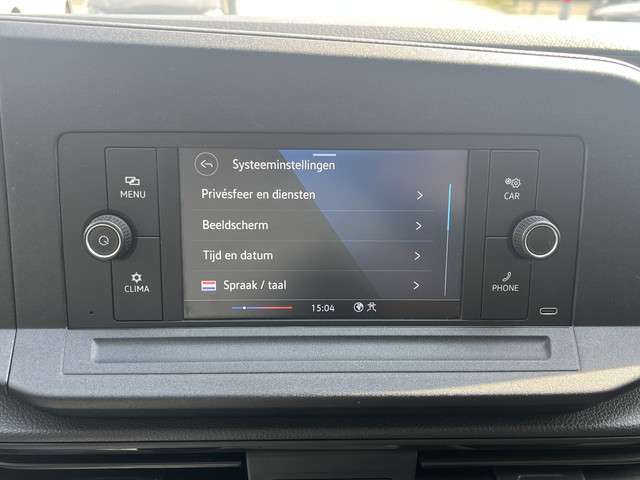 Systeeminstellingen
Privésfeer en diensten
Beeldscherm
Tijd en datum
Spraak / taal
15:04
MENU
CLIMA
CAR
PHONE